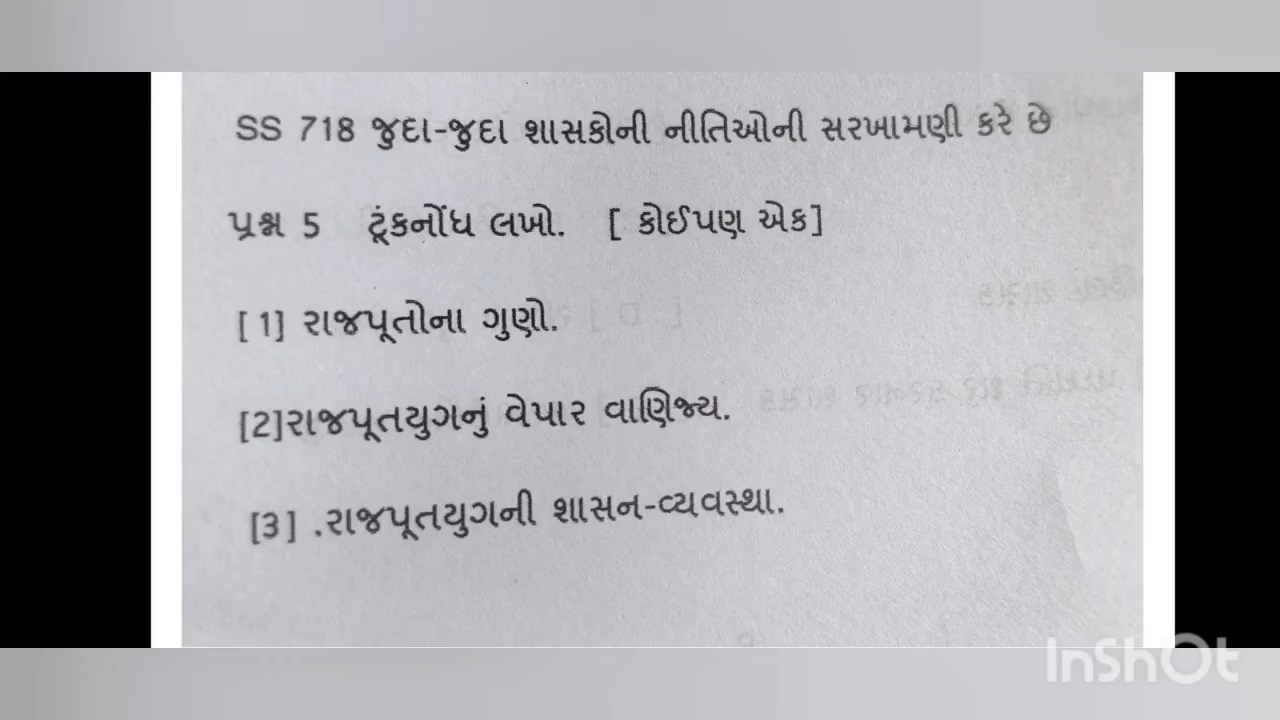 SS 718 જુદા-જુદા શાસકોની નીતિઓની સરખામણી કરે છે
પ્રશ્ન 5 ટૂંકનોંધ લખો. [ કોઈપણ એક]
[ 1] રાજપૂતોના ગુણો.
[2]રાજપૂતયુગનું વેપાર વાણિજ્ય.
[3] .રાજપૂતયુગની શાસન-વ્યવસ્થા.
InShOt